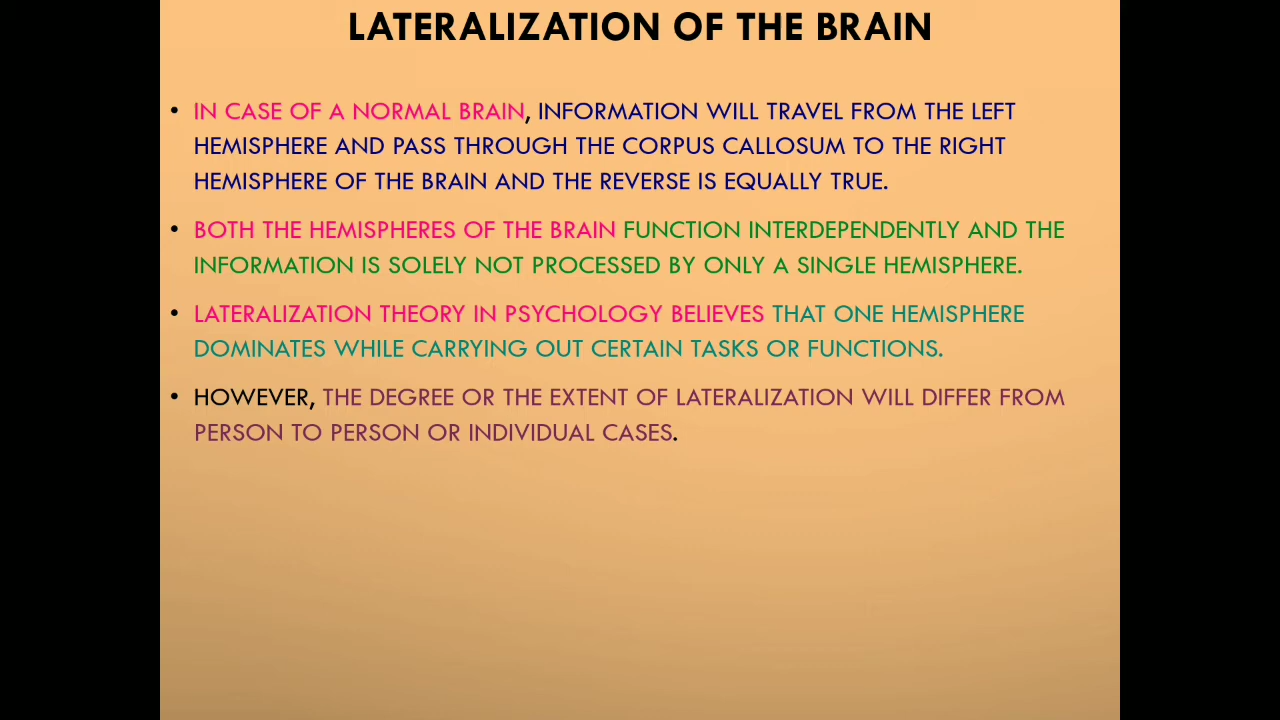 LATERALIZATION OF THE BRAIN
• IN CASE OF A NORMAL BRAIN, INFORMATION WILL TRAVEL FROM THE LEFT
HEMISPHERE AND PASS THROUGH THE CORPUS CALLOSUM TO THE RIGHT
HEMISPHERE OF THE BRAIN AND THE REVERSE IS EQUALLY TRUE.
• BOTH THE HEMISPHERES OF THE BRAIN FUNCTION INTERDEPENDENTLY AND THE
INFORMATION IS SOLELY NOT PROCESSED BY ONLY A SINGLE HEMISPHERE.
• LATERALIZATION THEORY IN PSYCHOLOGY BELIEVES THAT ONE HEMISPHERE
DOMINATES WHILE CARRYING OUT CERTAIN TASKS OR FUNCTIONS.
• HOWEVER, THE DEGREE OR THE EXTENT OF LATERALIZATION WILL DIFFER FROM
PERSON TO PERSON OR INDIVIDUAL CASES.